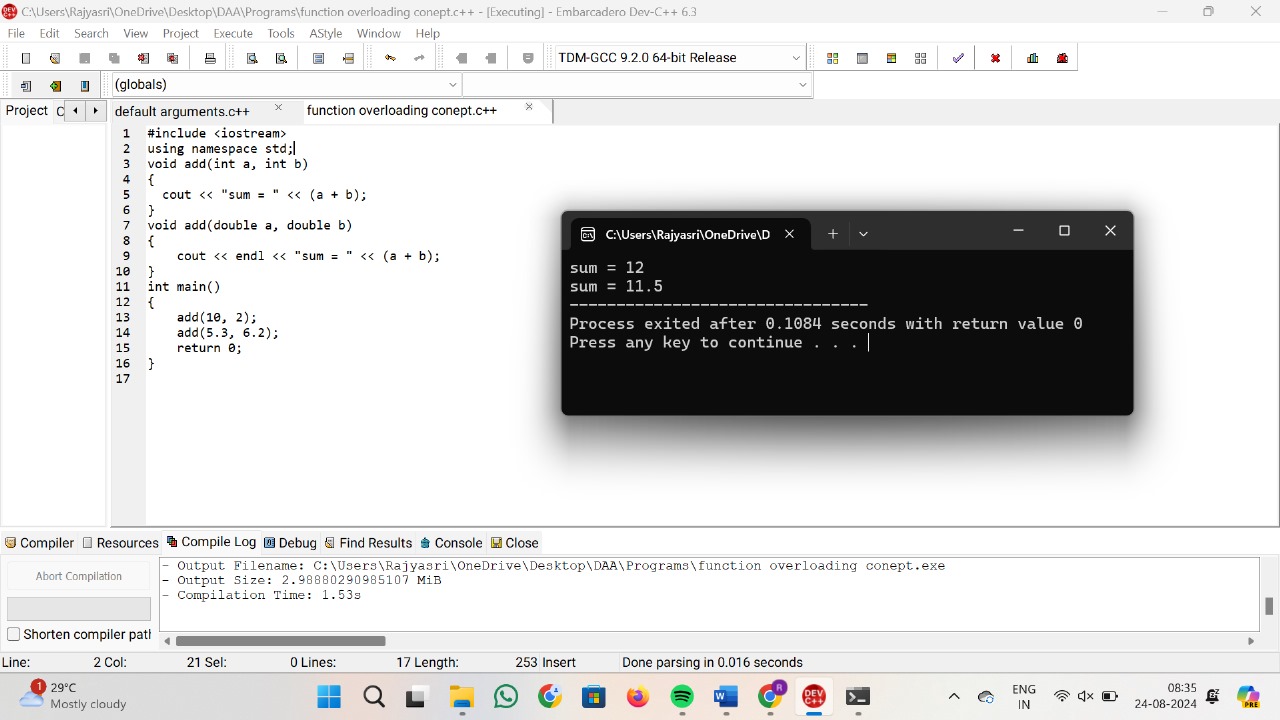 C:\Users\Rajyasri\OneDrive\Desktop\DAA\Programs\function overloading conept.c++ - [Executing] - Embarcadero Dev-C++ 6.3
File Edit Search View Project Execute Tools AStyle Window Help
TDM-GCC 9.2.0 64-bit Release
(globals)
Project C default arguments.c++ function overloading conept.c++
1 #include <iostream>
2 using namespace std;
3 void add(int a, int b)
4 {
5 cout << "sum = " << (a + b);
6 }
7 void add(double a, double b)
8 {
9 cout << endl << "sum = " << (a + b);
10 }
11 int main()
12 {
13 add(10, 2);
14 add(5.3, 6.2);
15 return 0;
16 }
17
C:\Users\Rajyasri\OneDrive\D
sum = 12
sum = 11.5
--------------------------------
Process exited after 0.1084 seconds with return value 0
Press any key to continue . . .
Compiler Resources Compile Log Debug Find Results Console Close
Abort Compilation
Shorten compiler path
- Output Filename: C:\Users\Rajyasri\OneDrive\Desktop\DAA\Programs\function overloading conept.exe
- Output Size: 2.98880290985107 MiB
- Compilation Time: 1.53s
Line: 2 Col: 21 Sel: 0 Lines: 17 Length: 253 Insert Done parsing in 0.016 seconds
1
29°C
Mostly cloudy
DEV C++
R
ENG
IN
08:35
24-08-2024
PRE